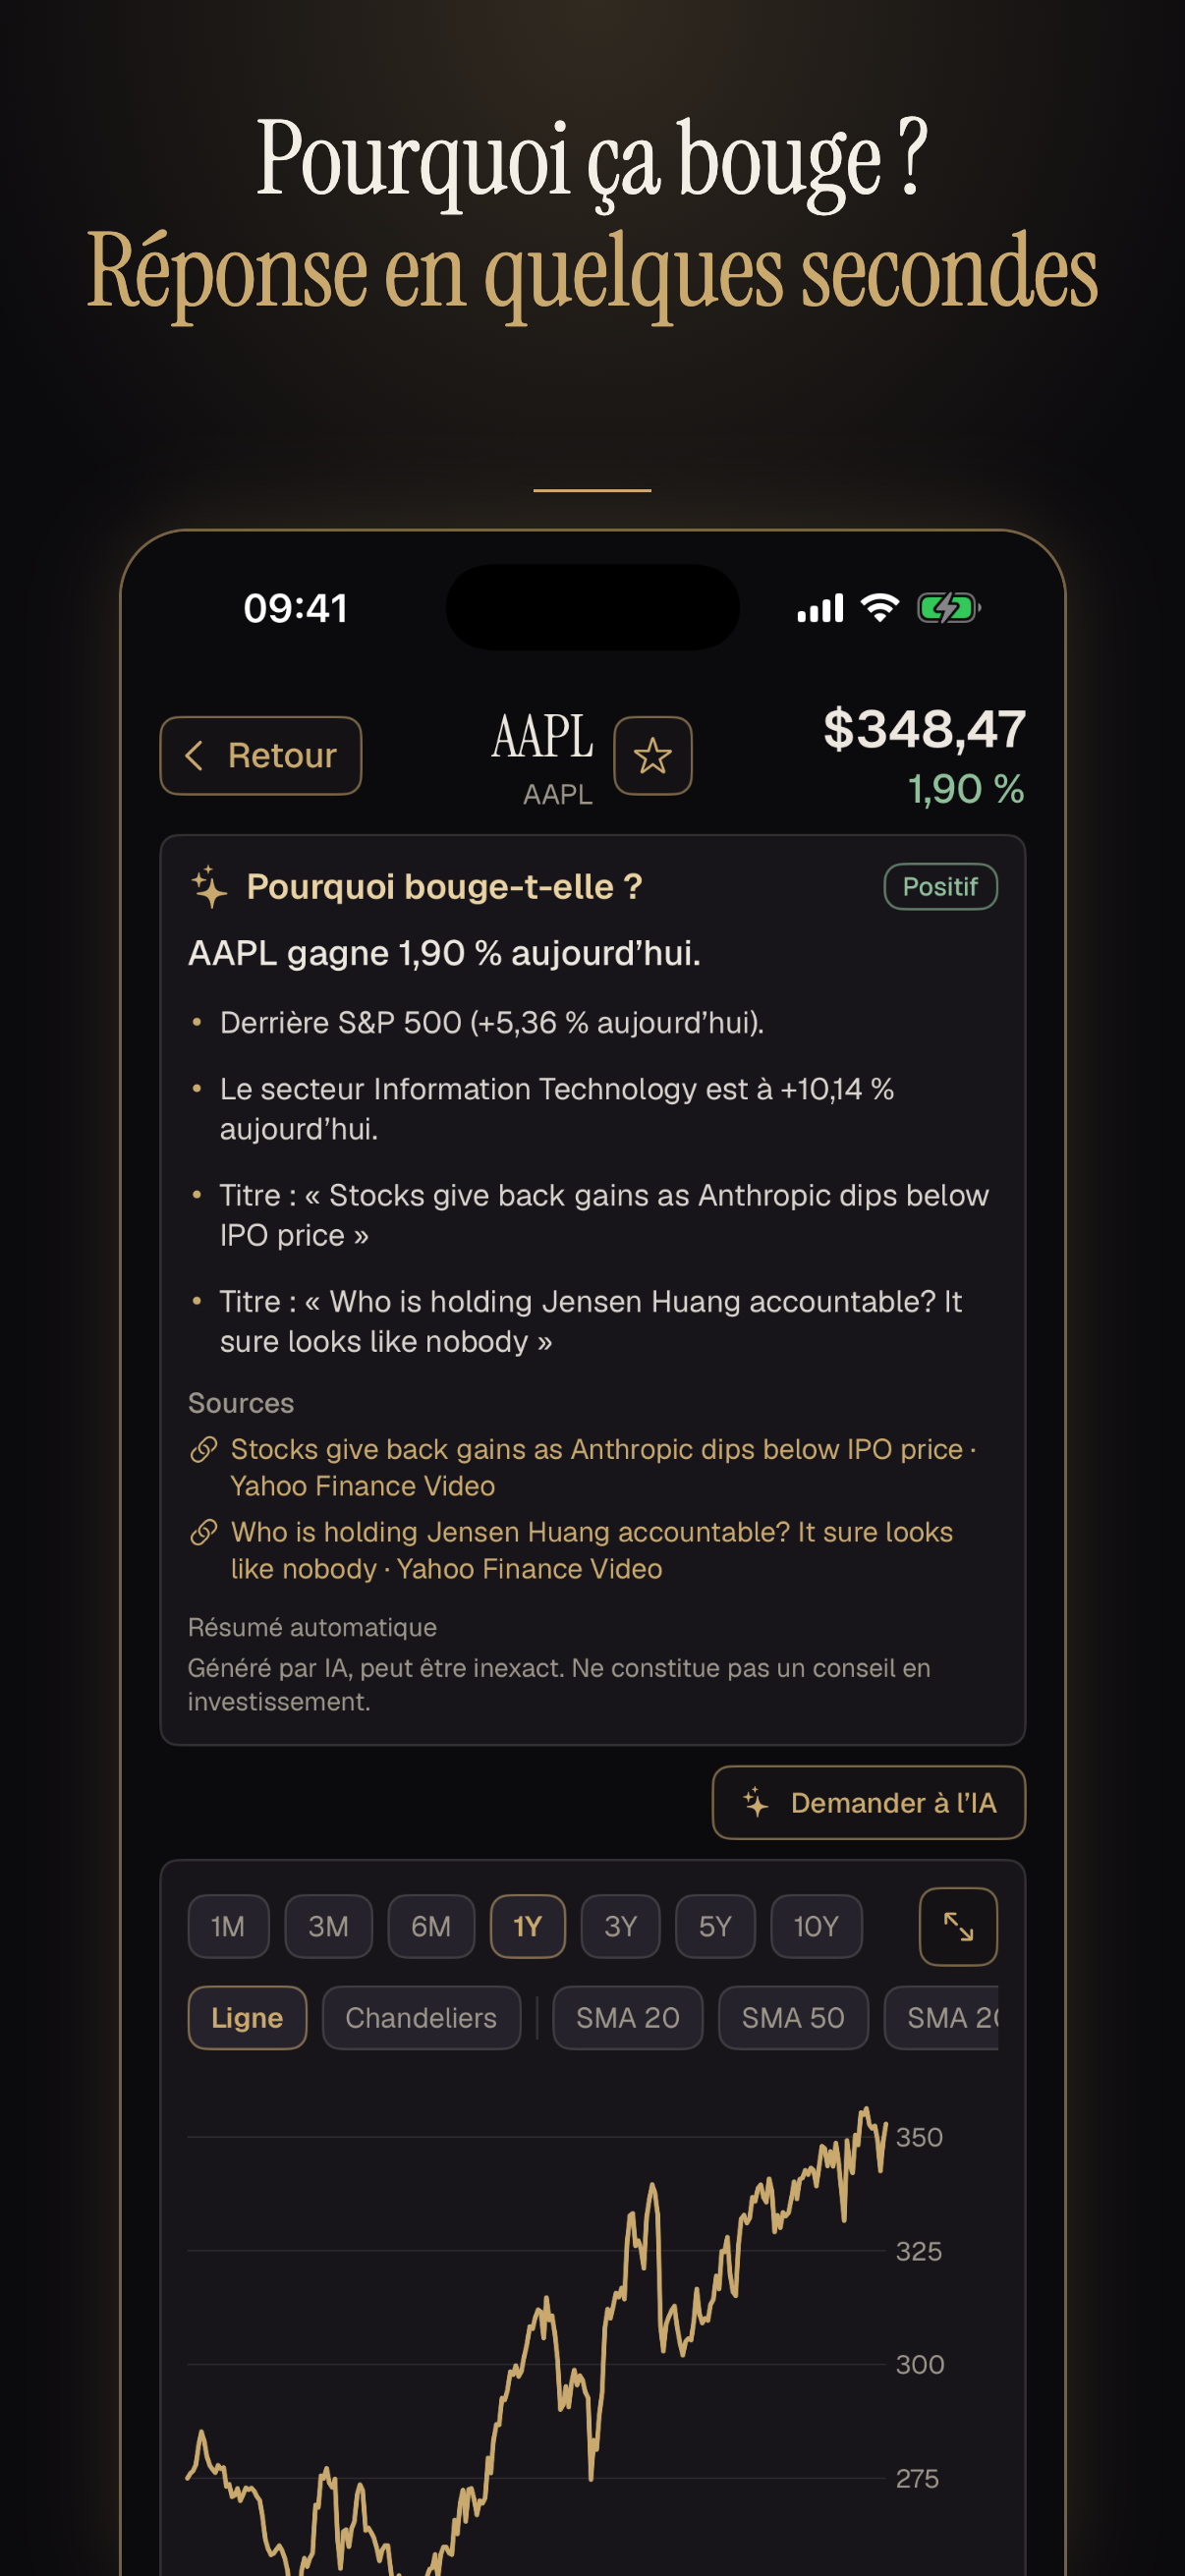 Pourquoi ça bouge ?
Réponse en quelques secondes
09:41
Retour
AAPL
AAPL
$348,47
1,90 %
Pourquoi bouge-t-elle ?
Positif
AAPL gagne 1,90 % aujourd’hui.
• Derrière S&P 500 (+5,36 % aujourd’hui).
• Le secteur Information Technology est à +10,14 %
aujourd’hui.
• Titre : « Stocks give back gains as Anthropic dips below
IPO price »
• Titre : « Who is holding Jensen Huang accountable? It
sure looks like nobody »
Sources
Stocks give back gains as Anthropic dips below IPO price ·
Yahoo Finance Video
Who is holding Jensen Huang accountable? It sure looks
like nobody · Yahoo Finance Video
Résumé automatique
Généré par IA, peut être inexact. Ne constitue pas un conseil en
investissement.
Demander à l’IA
1M 3M 6M 1Y 3Y 5Y 10Y
Ligne Chandeliers SMA 20 SMA 50 SMA 20
350
325
300
275